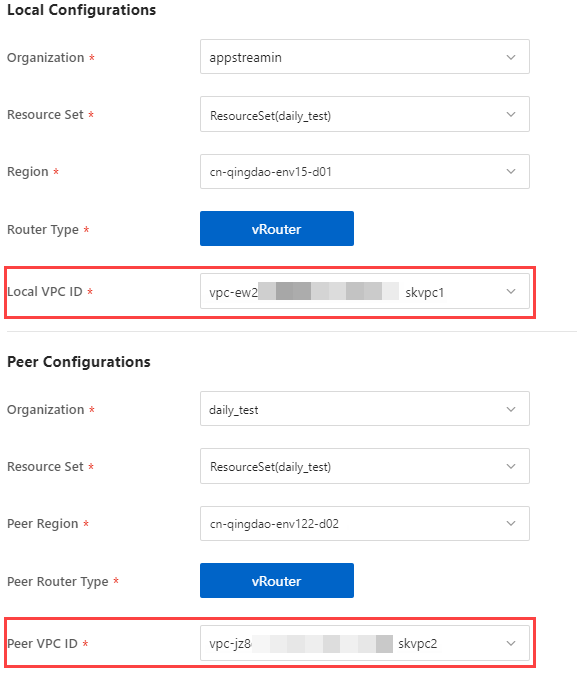 Local Configurations
Organization * appstreamin
Resource Set * ResourceSet(daily_test)
Region * cn-qingdao-env15-d01
Router Type * vRouter
Local VPC ID * vpc-ew2 skvpc1
Peer Configurations
Organization * daily_test
Resource Set * ResourceSet(daily_test)
Peer Region * cn-qingdao-env122-d02
Peer Router Type * vRouter
Peer VPC ID * vpc-jz8 skvpc2